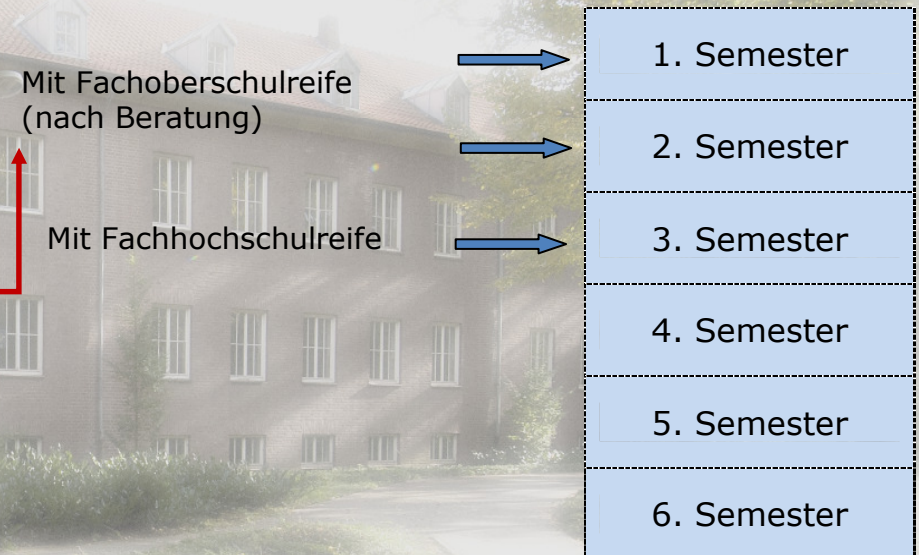 Mit Fachoberschulreife
(nach Beratung)
Mit Fachhochschulreife
1. Semester
2. Semester
3. Semester
4. Semester
5. Semester
6. Semester